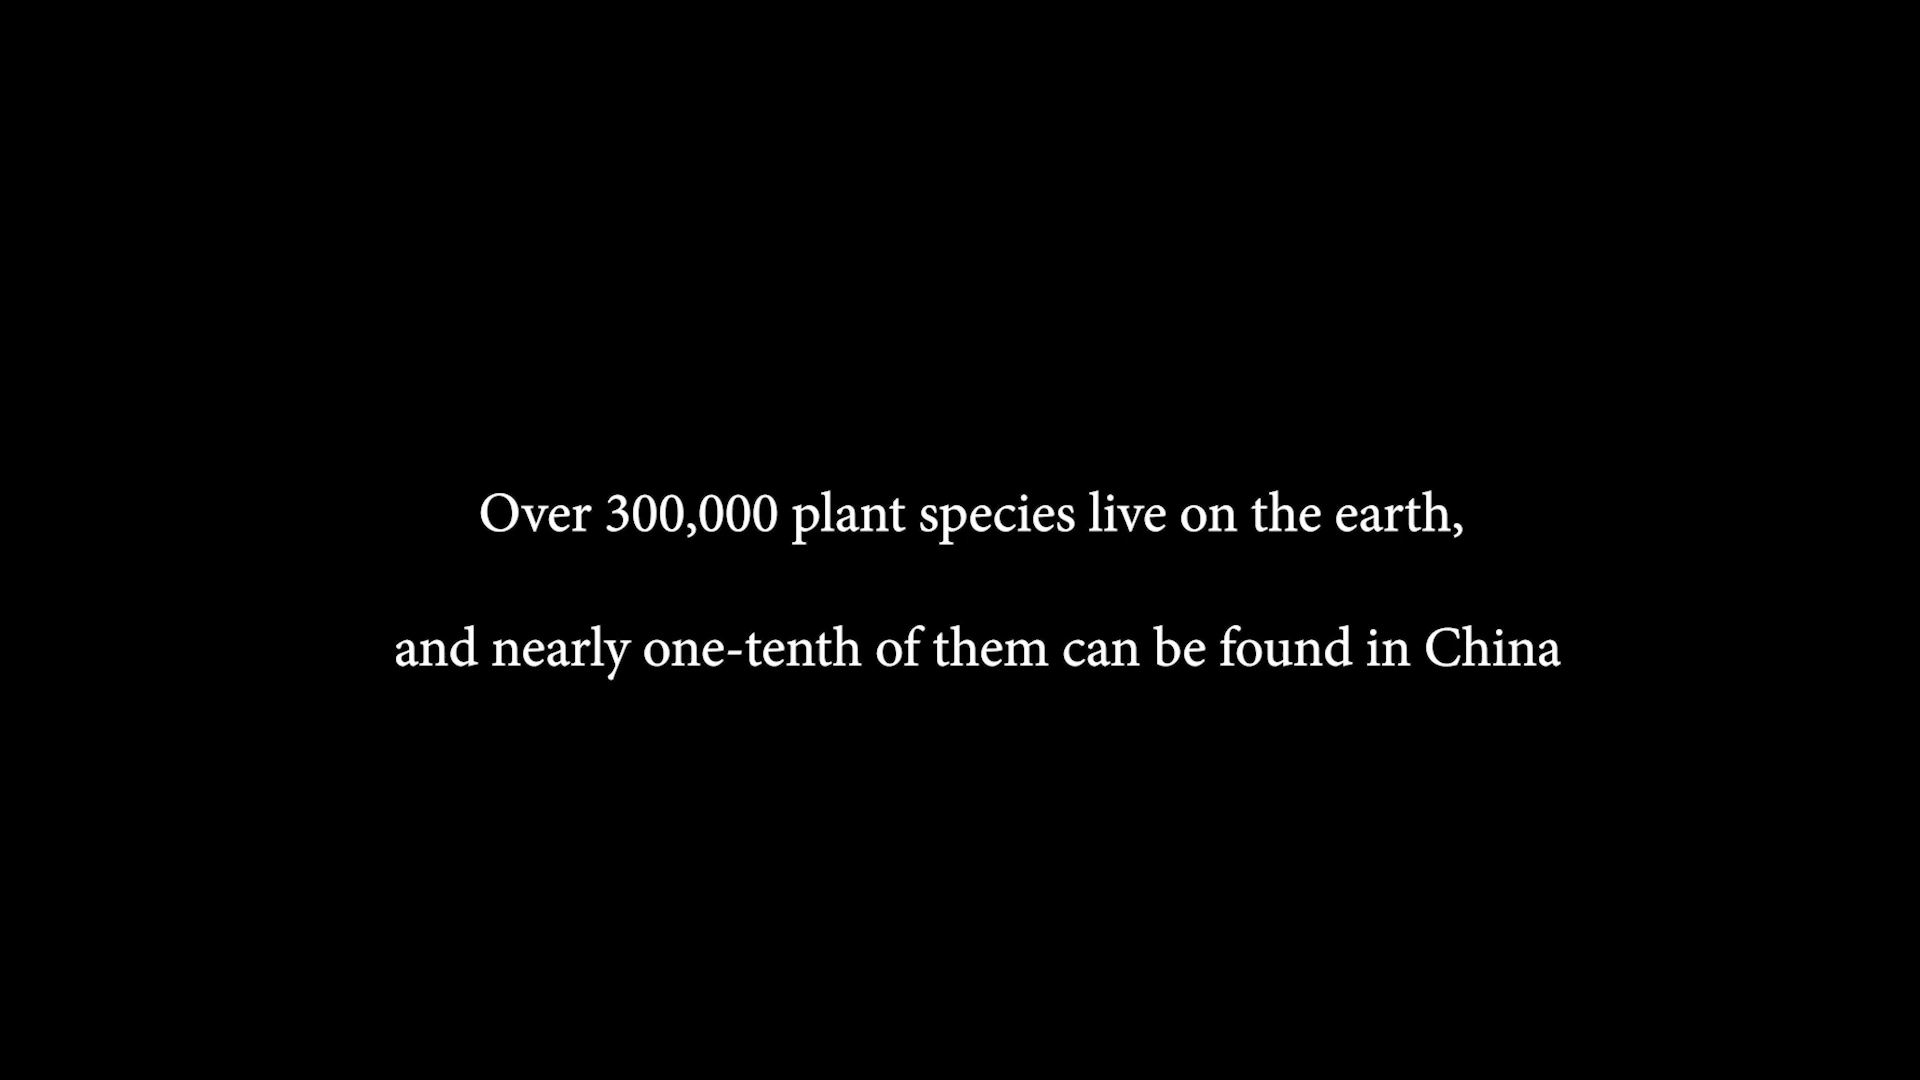 Over 300,000 plant species live on the earth,
and nearly one-tenth of them can be found in China